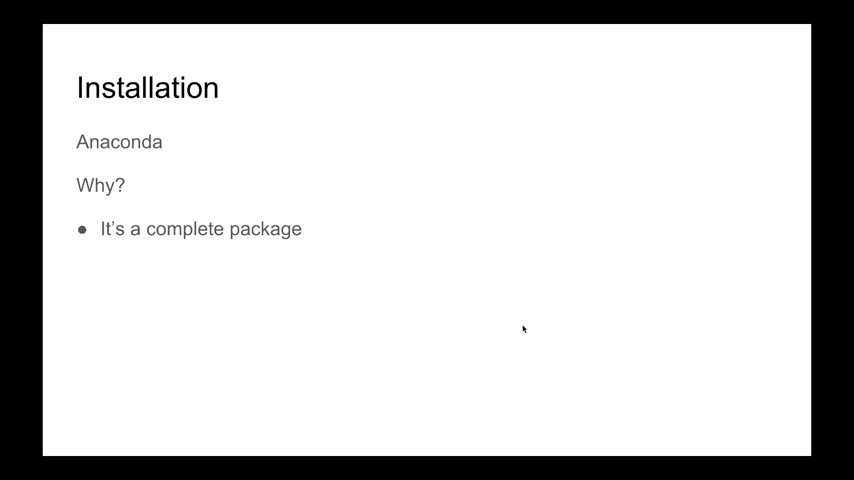 Installation
Anaconda
Why?
● It’s a complete package